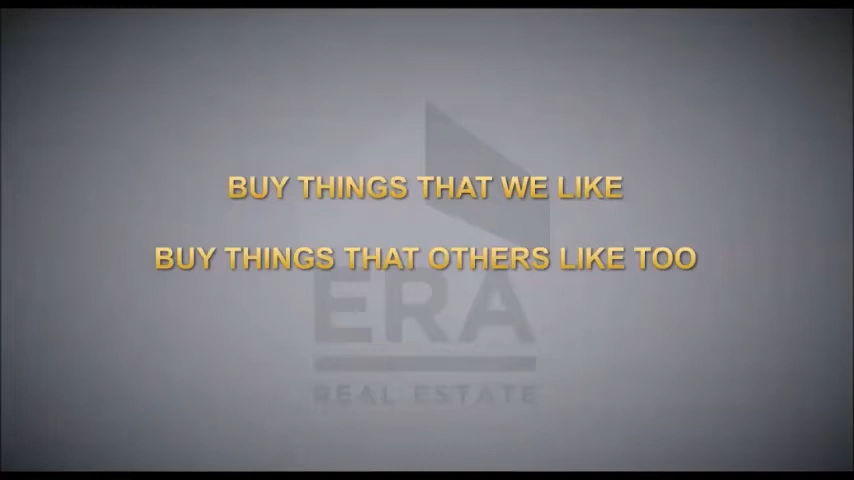 BUY THINGS THAT WE LIKE
BUY THINGS THAT OTHERS LIKE TOO
ERA
REAL ESTATE